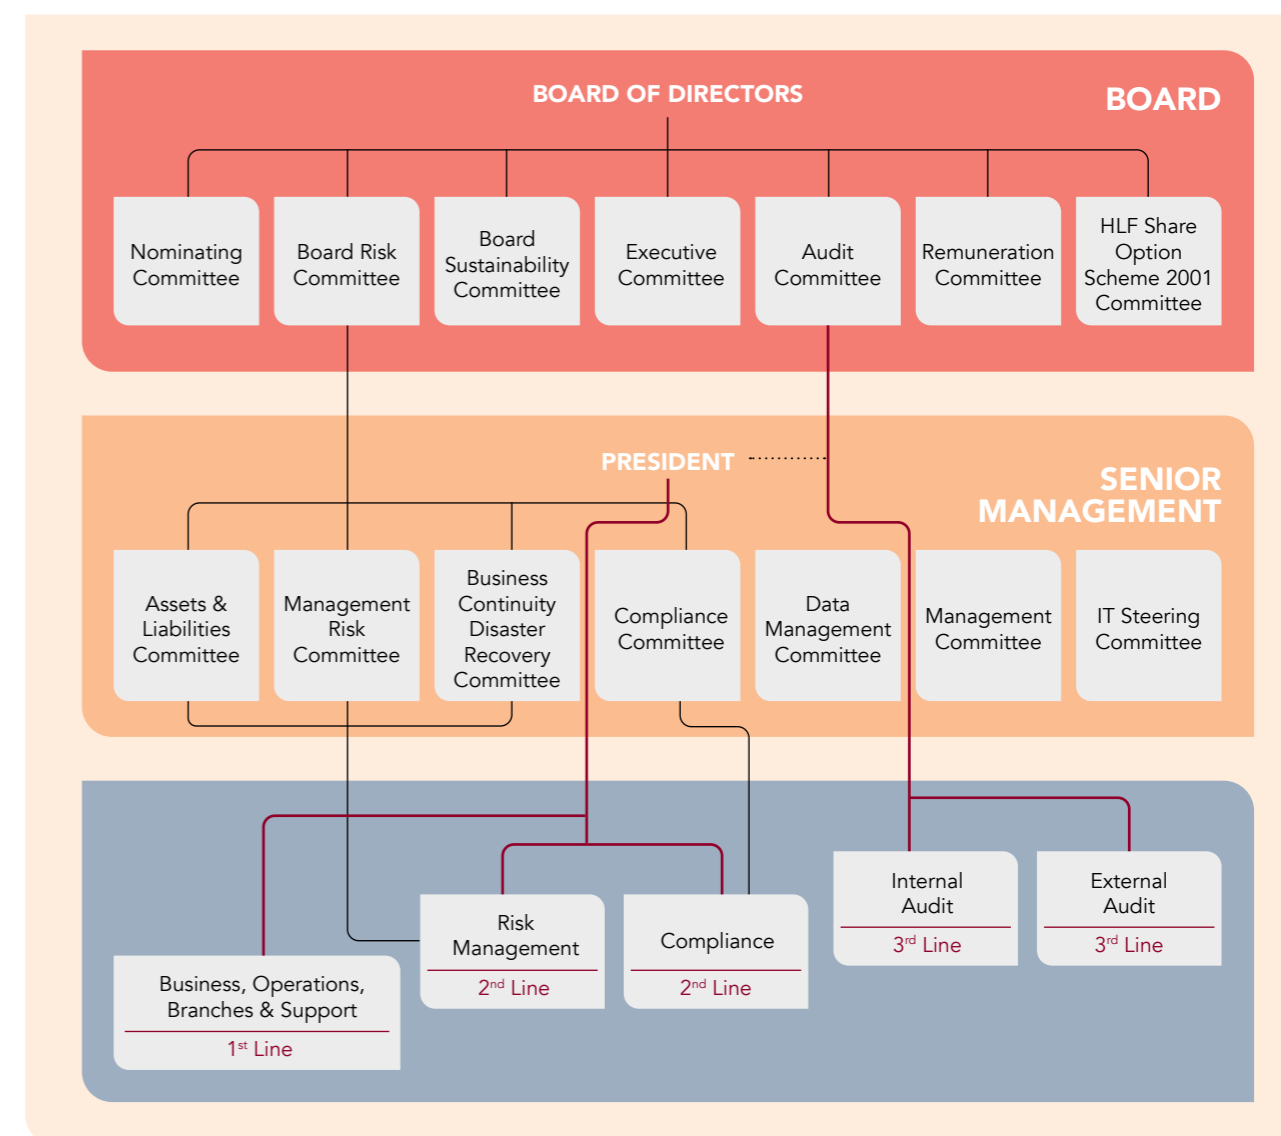 BOARD OF DIRECTORS
BOARD
Nominating
Committee
Board Risk
Committee
Board
Sustainability
Committee
Executive
Committee
Audit
Committee
Remuneration
Committee
HLF Share
Option
Scheme 2001
Committee
PRESIDENT
SENIOR
MANAGEMENT
Assets &
Liabilities
Committee
Management
Risk
Committee
Business
Continuity
Disaster
Recovery
Committee
Compliance
Committee
Data
Management
Committee
Management
Committee
IT Steering
Committee
Business, Operations,
Branches & Support
1st Line
Risk
Management
2nd Line
Compliance
2nd Line
Internal
Audit
3rd Line
External
Audit
3rd Line